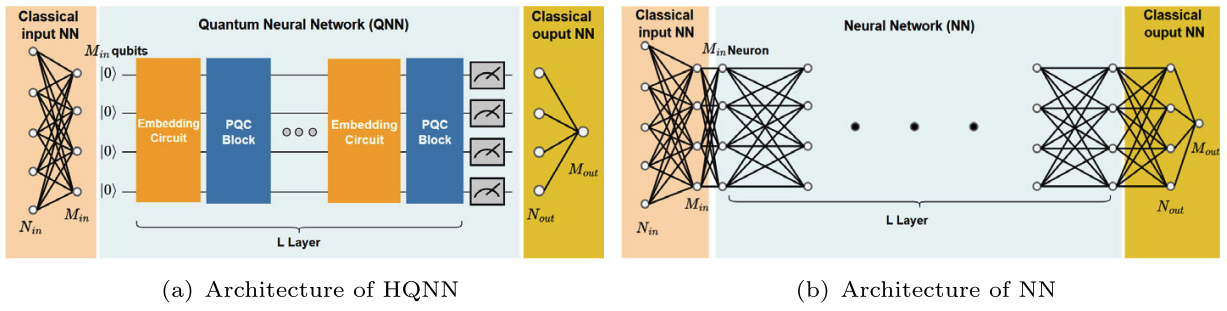 Classical
input NN
Quantum Neural Network (QNN)
Classical
ouput NN
M_in qubits
|0⟩
|0⟩
|0⟩
|0⟩
Embedding
Circuit
PQC
Block
Embedding
Circuit
PQC
Block
N_in
M_in
M_out
N_out
L Layer
(a) Architecture of HQNN
Classical
input NN
Neural Network (NN)
Classical
ouput NN
M_in Neuron
N_in
M_in
M_out
N_out
L Layer
(b) Architecture of NN